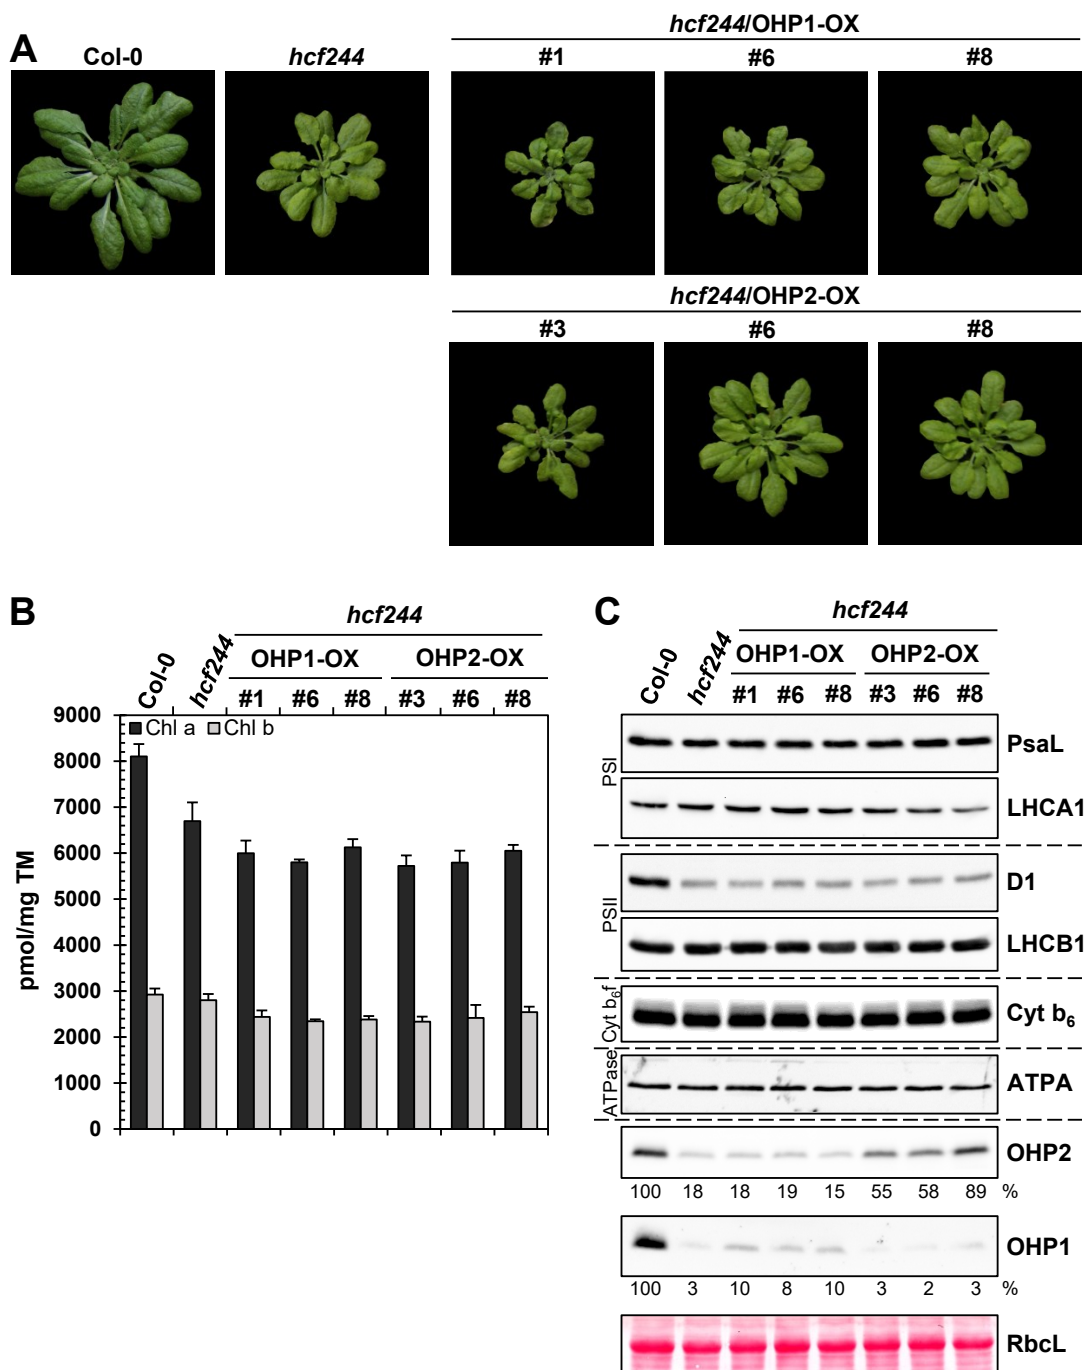 A
Col-0
hcf244
hcf244/OHP1-OX
#1
#6
#8
hcf244/OHP2-OX
#3
#6
#8
B
hcf244
Col-0
hcf244
OHP1-OX
OHP2-OX
#1
#6
#8
#3
#6
#8
pmol/mg TM
9000
8000
7000
6000
5000
4000
3000
2000
1000
0
Chl a
Chl b
C
hcf244
Col-0
hcf244
OHP1-OX
OHP2-OX
#1
#6
#8
#3
#6
#8
PSI
PsaL
LHCA1
PSII
D1
LHCB1
Cyt b6f
Cyt b6
ATPase
ATPA
OHP2
100 18 18 19 15 55 58 89 %
OHP1
100 3 10 8 10 3 2 3 %
RbcL